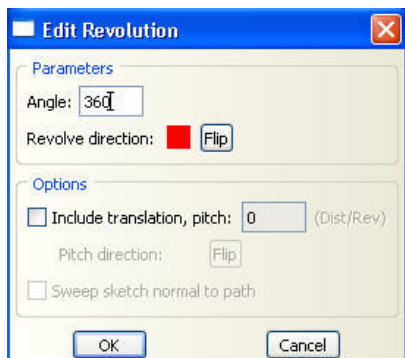 Edit Revolution
Parameters
Angle: 360
Revolve direction: Flip
Options
Include translation, pitch: 0 (Dist/Rev)
Pitch direction: Flip
Sweep sketch normal to path
OK Cancel